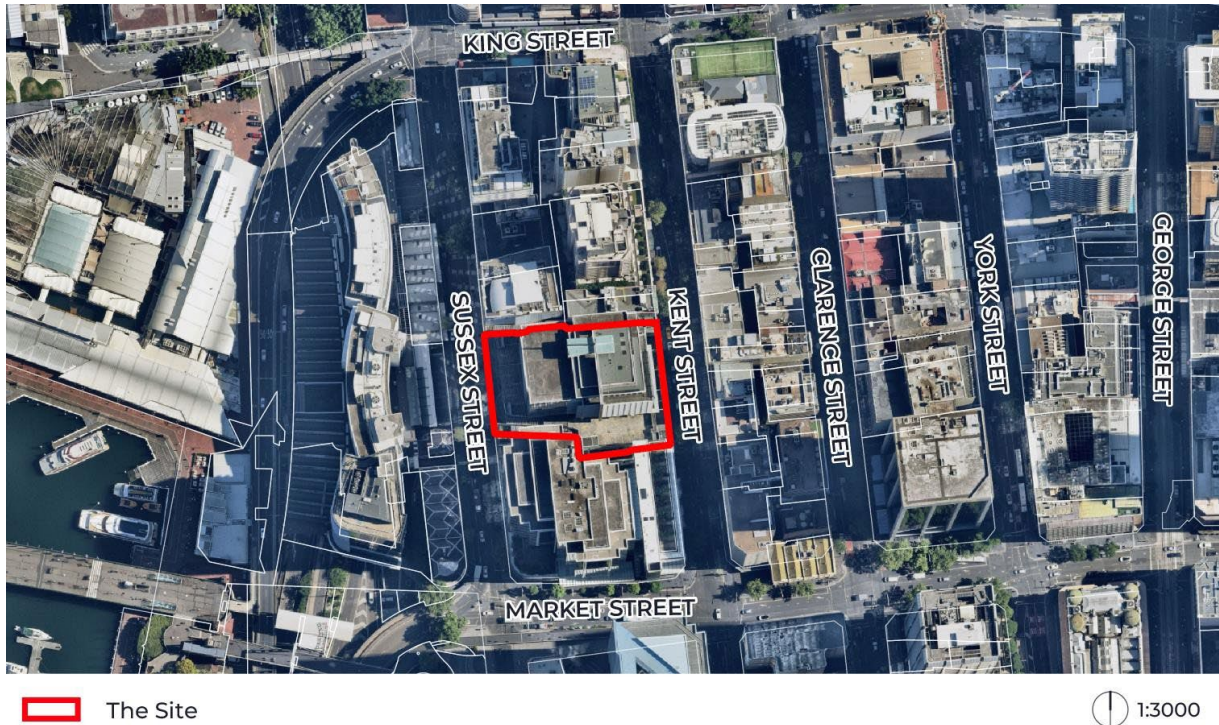 KING STREET
SUSSEX STREET
KENT STREET
CLARENCE STREET
YORK STREET
GEORGE STREET
MARKET STREET
The Site
1:3000